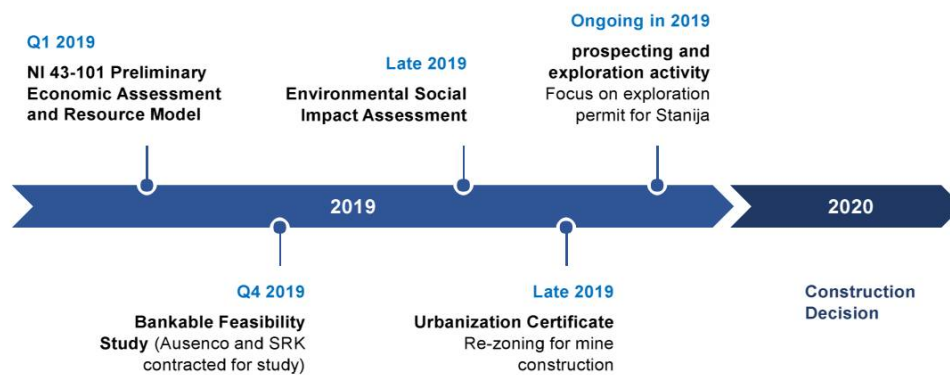 Q1 2019
NI 43-101 Preliminary
Economic Assessment
and Resource Model
Late 2019
Environmental Social
Impact Assessment
Ongoing in 2019
prospecting and
exploration activity
Focus on exploration
permit for Stanija
2019
2020
Q4 2019
Bankable Feasibility
Study (Ausenco and SRK
contracted for study)
Late 2019
Urbanization Certificate
Re-zoning for mine
construction
Construction
Decision